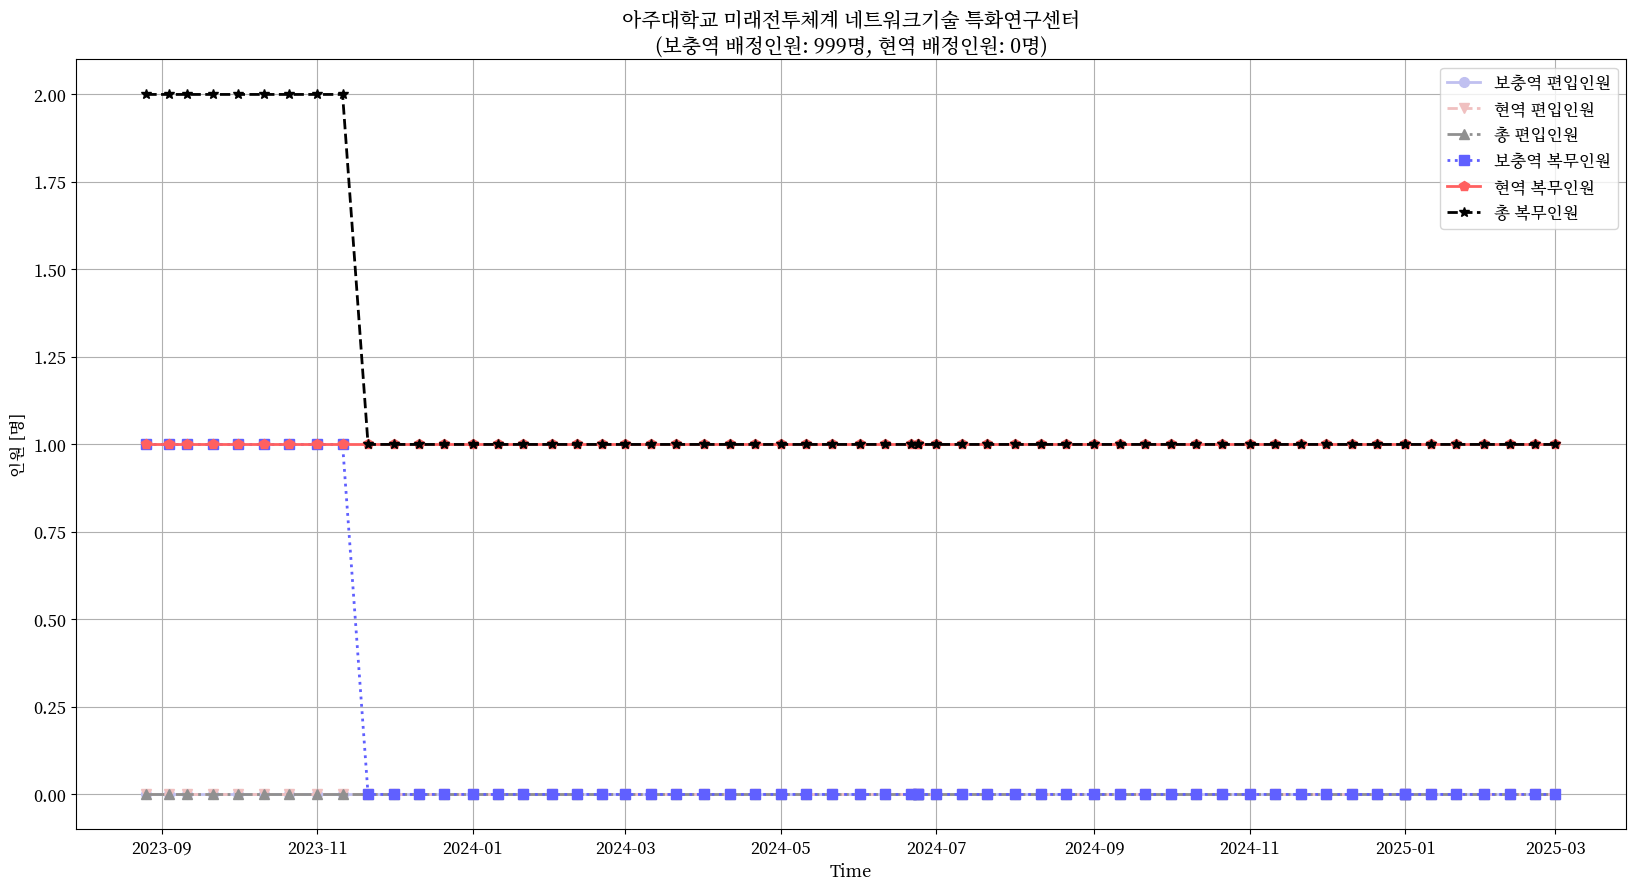 아주대학교 미래전투체계 네트워크기술 특화연구센터
(보충역 배정인원: 999명, 현역 배정인원: 0명)
보충역 편입인원
현역 편입인원
총 편입인원
보충역 복무인원
현역 복무인원
총 복무인원
인원 [명]
2.00
1.75
1.50
1.25
1.00
0.75
0.50
0.25
0.00
2023-09
2023-11
2024-01
2024-03
2024-05
2024-07
2024-09
2024-11
2025-01
2025-03
Time